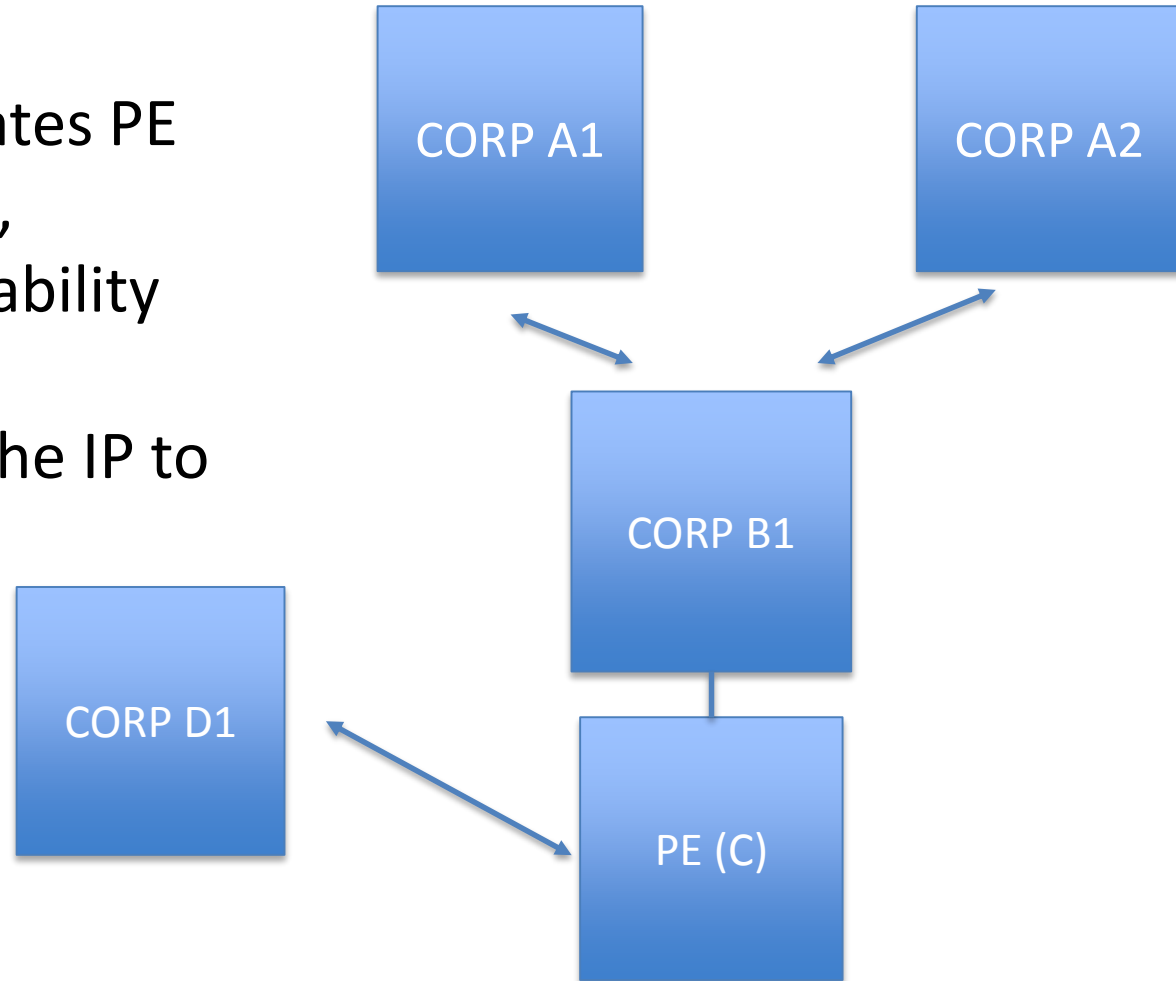 ates PE
,
ability
he IP to
CORP A1
CORP A2
CORP B1
CORP D1
PE (C)